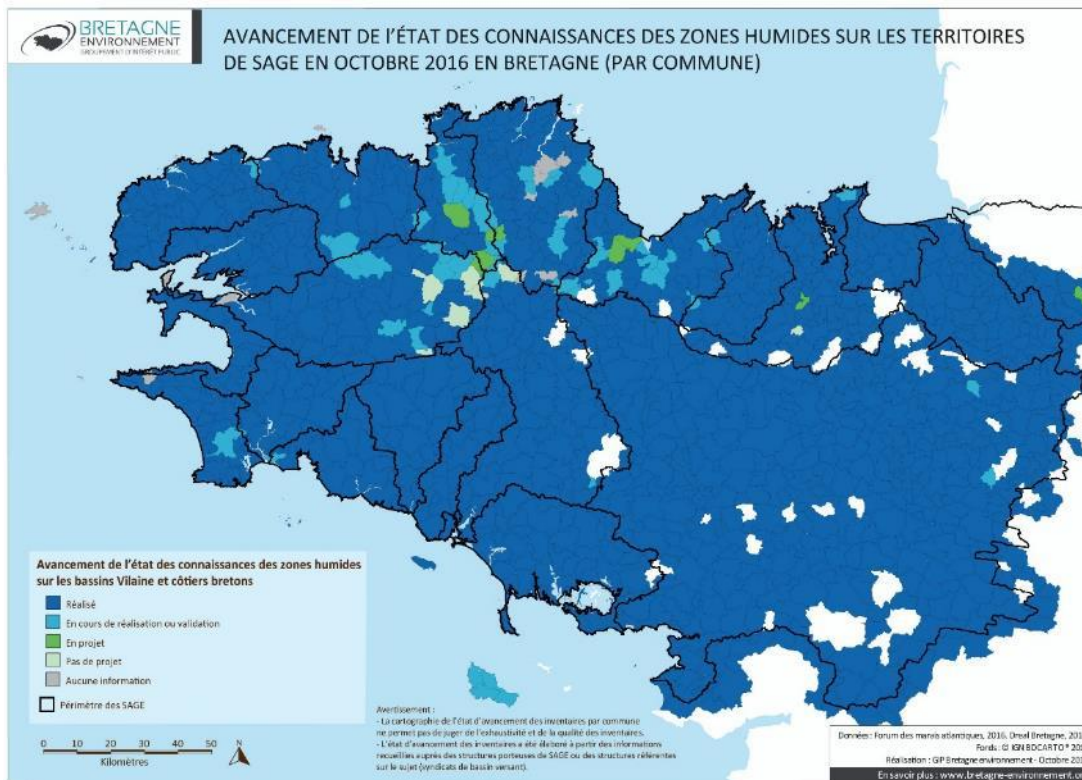 BRETAGNE
ENVIRONNEMENT
GROUPEMENT D'INTÉRÊT PUBLIC
AVANCEMENT DE L'ÉTAT DES CONNAISSANCES DES ZONES HUMIDES SUR LES TERRITOIRES
DE SAGE EN OCTOBRE 2016 EN BRETAGNE (PAR COMMUNE)
Avancement de l'état des connaissances des zones humides
sur les bassins Vilaine et côtiers bretons
Réalisé
En cours de réalisation ou validation
En projet
Pas de projet
Aucune information
Périmètre des SAGE
0 10 20 30 40 50
Kilomètres
N
Avertissement :
- La cartographie de l'état d'avancement des inventaires par commune
ne permet pas de juger de l'exhaustivité et de la qualité des inventaires.
- L'état d'avancement des inventaires a été élaboré à partir des informations
recueillies auprès des structures porteuses de SAGE ou des structures référentes
sur le sujet (syndicats de bassin versant).
Données : Forum des marais atlantiques, 2016. Dreal Bretagne, 201
Fonds : © IGN BDCARTO® 20
Réalisation : GIP Bretagne environnement - Octobre 20
En savoir plus : www.bretagne-environnement.o